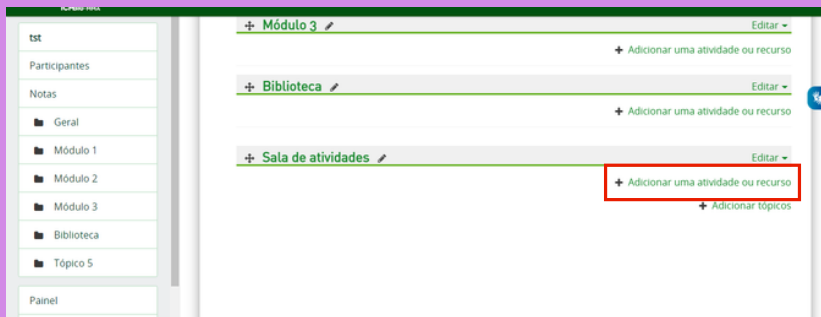 tst
Participantes
Notas
Geral
Módulo 1
Módulo 2
Módulo 3
Biblioteca
Tópico 5
Painel
Módulo 3
Editar
Adicionar uma atividade ou recurso
Biblioteca
Editar
Adicionar uma atividade ou recurso
Sala de atividades
Editar
Adicionar uma atividade ou recurso
Adicionar tópicos